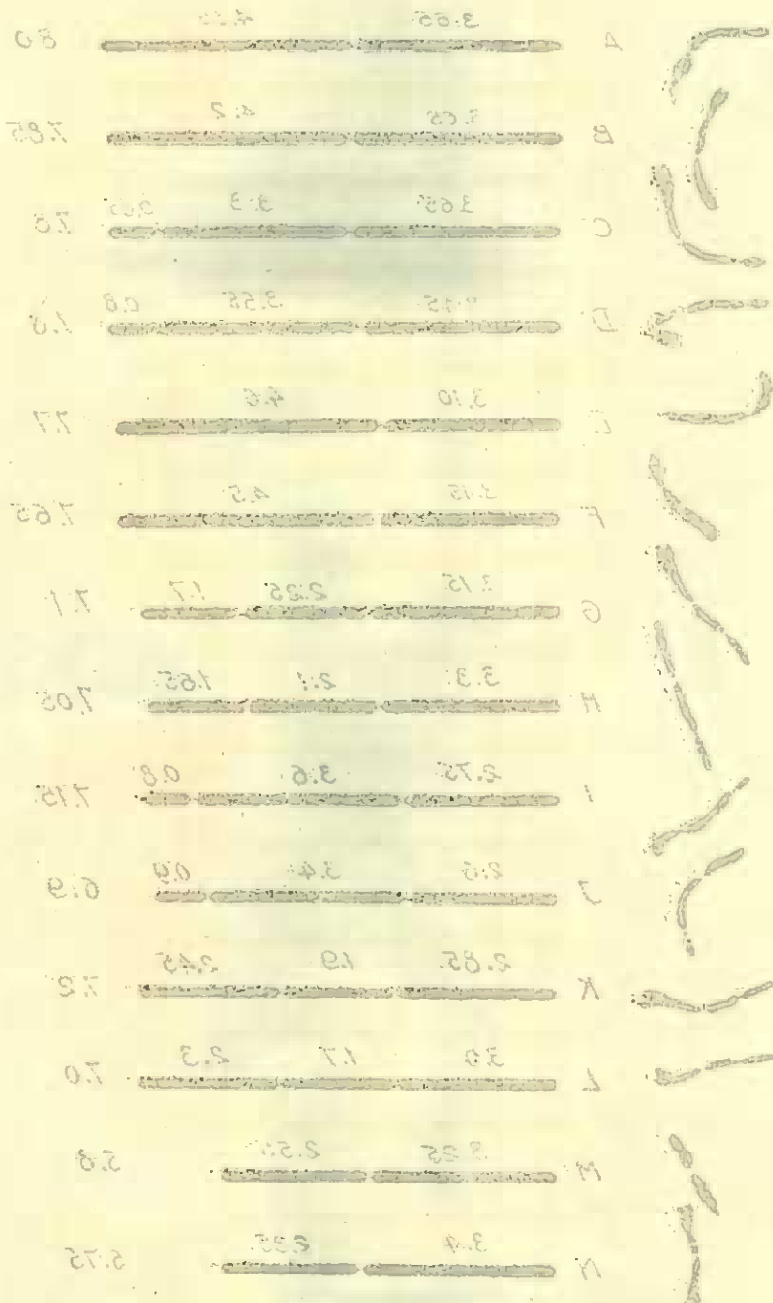 A 3.65 4.35 8.0
B 3.65 4.2 7.85
C 3.65 3.3 0.65 7.6
D 3.55 0.8 7.8
E 3.10 4.6 7.7
F 3.15 4.5 7.65
G 3.15 2.25 1.7 7.1
H 3.3 2.1 1.65 7.05
I 2.75 3.6 0.8 7.15
J 2.6 3.4 0.9 6.9
K 2.85 1.9 2.45 7.2
L 3.0 1.7 2.3 7.0
M 3.25 2.55 5.8
N 3.4 2.35 5.75